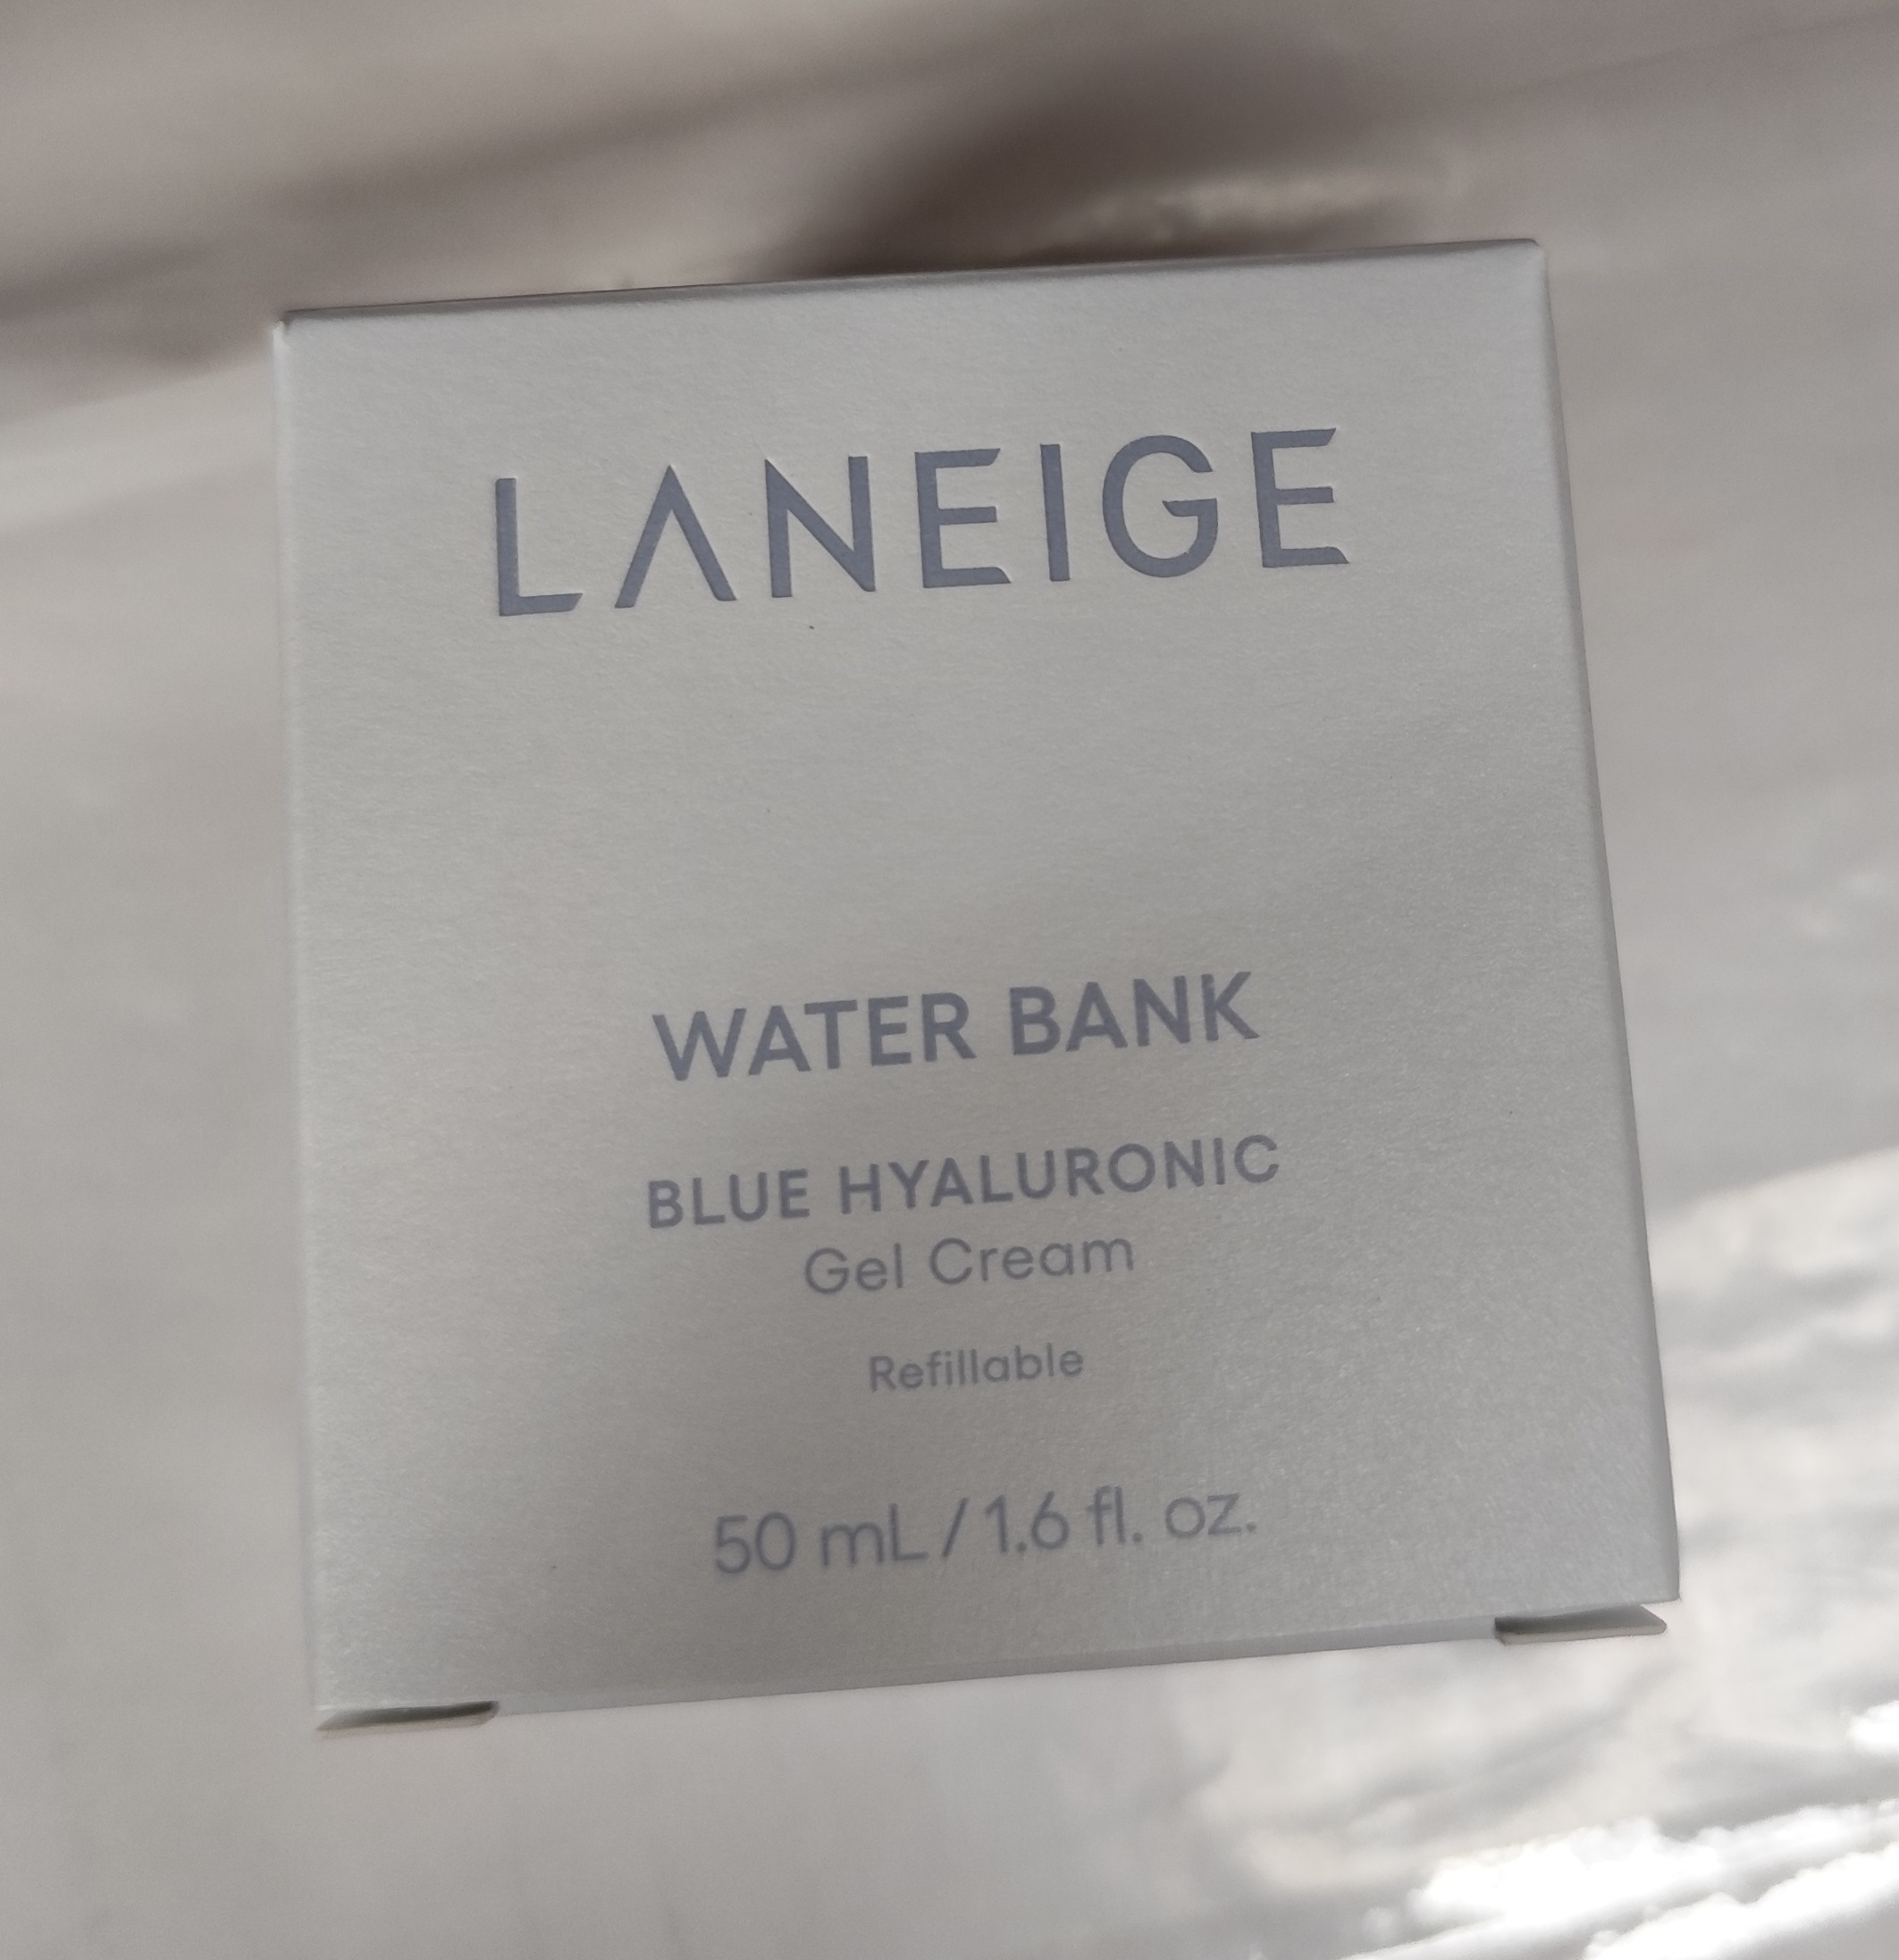 LANEIGE
WATER BANK
BLUE HYALURONIC
Gel Cream
Refillable
50 mL / 1.6 fl. oz.